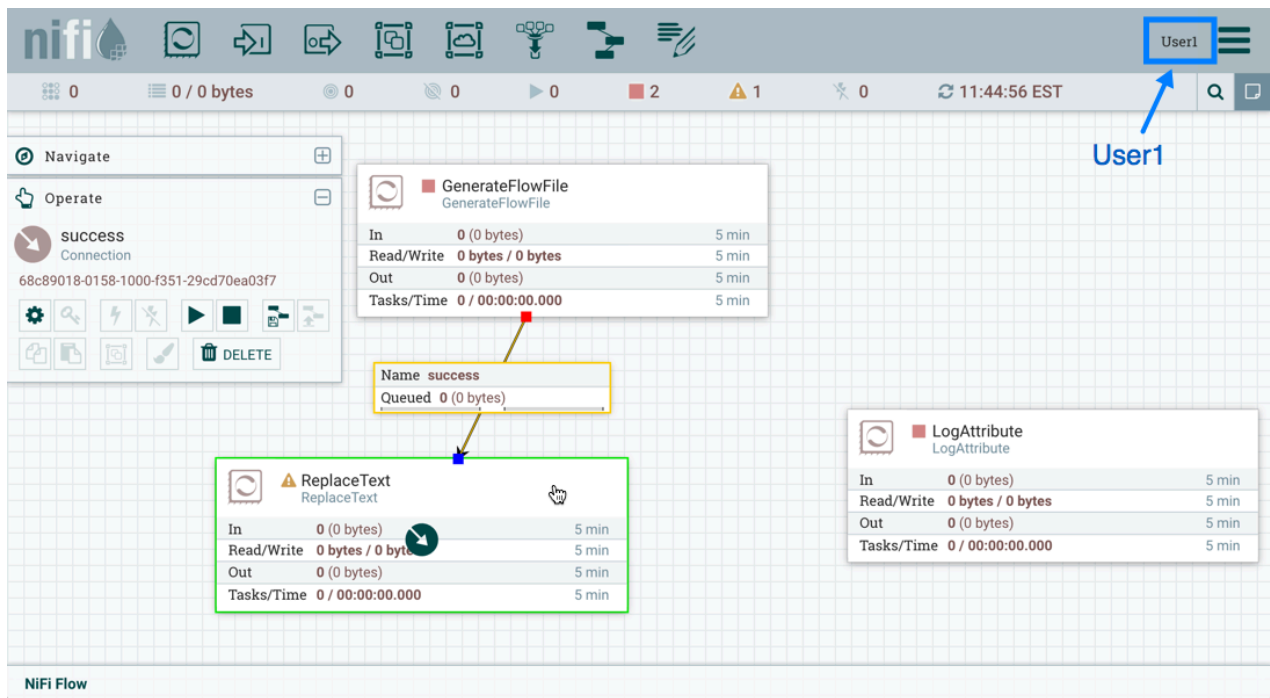 nifi
User1
0
0 / 0 bytes
0
0
0
2
1
0
11:44:56 EST
User1
Navigate
Operate
success
Connection
68c89018-0158-1000-f351-29cd70ea03f7
DELETE
GenerateFlowFile
GenerateFlowFile
In 0 (0 bytes) 5 min
Read/Write 0 bytes / 0 bytes 5 min
Out 0 (0 bytes) 5 min
Tasks/Time 0 / 00:00:00.000 5 min
Name success
Queued 0 (0 bytes)
ReplaceText
ReplaceText
In 0 (0 bytes) 5 min
Read/Write 0 bytes / 0 byte 5 min
Out 0 (0 bytes) 5 min
Tasks/Time 0 / 00:00:00.000 5 min
LogAttribute
LogAttribute
In 0 (0 bytes) 5 min
Read/Write 0 bytes / 0 bytes 5 min
Out 0 (0 bytes) 5 min
Tasks/Time 0 / 00:00:00.000 5 min
NiFi Flow